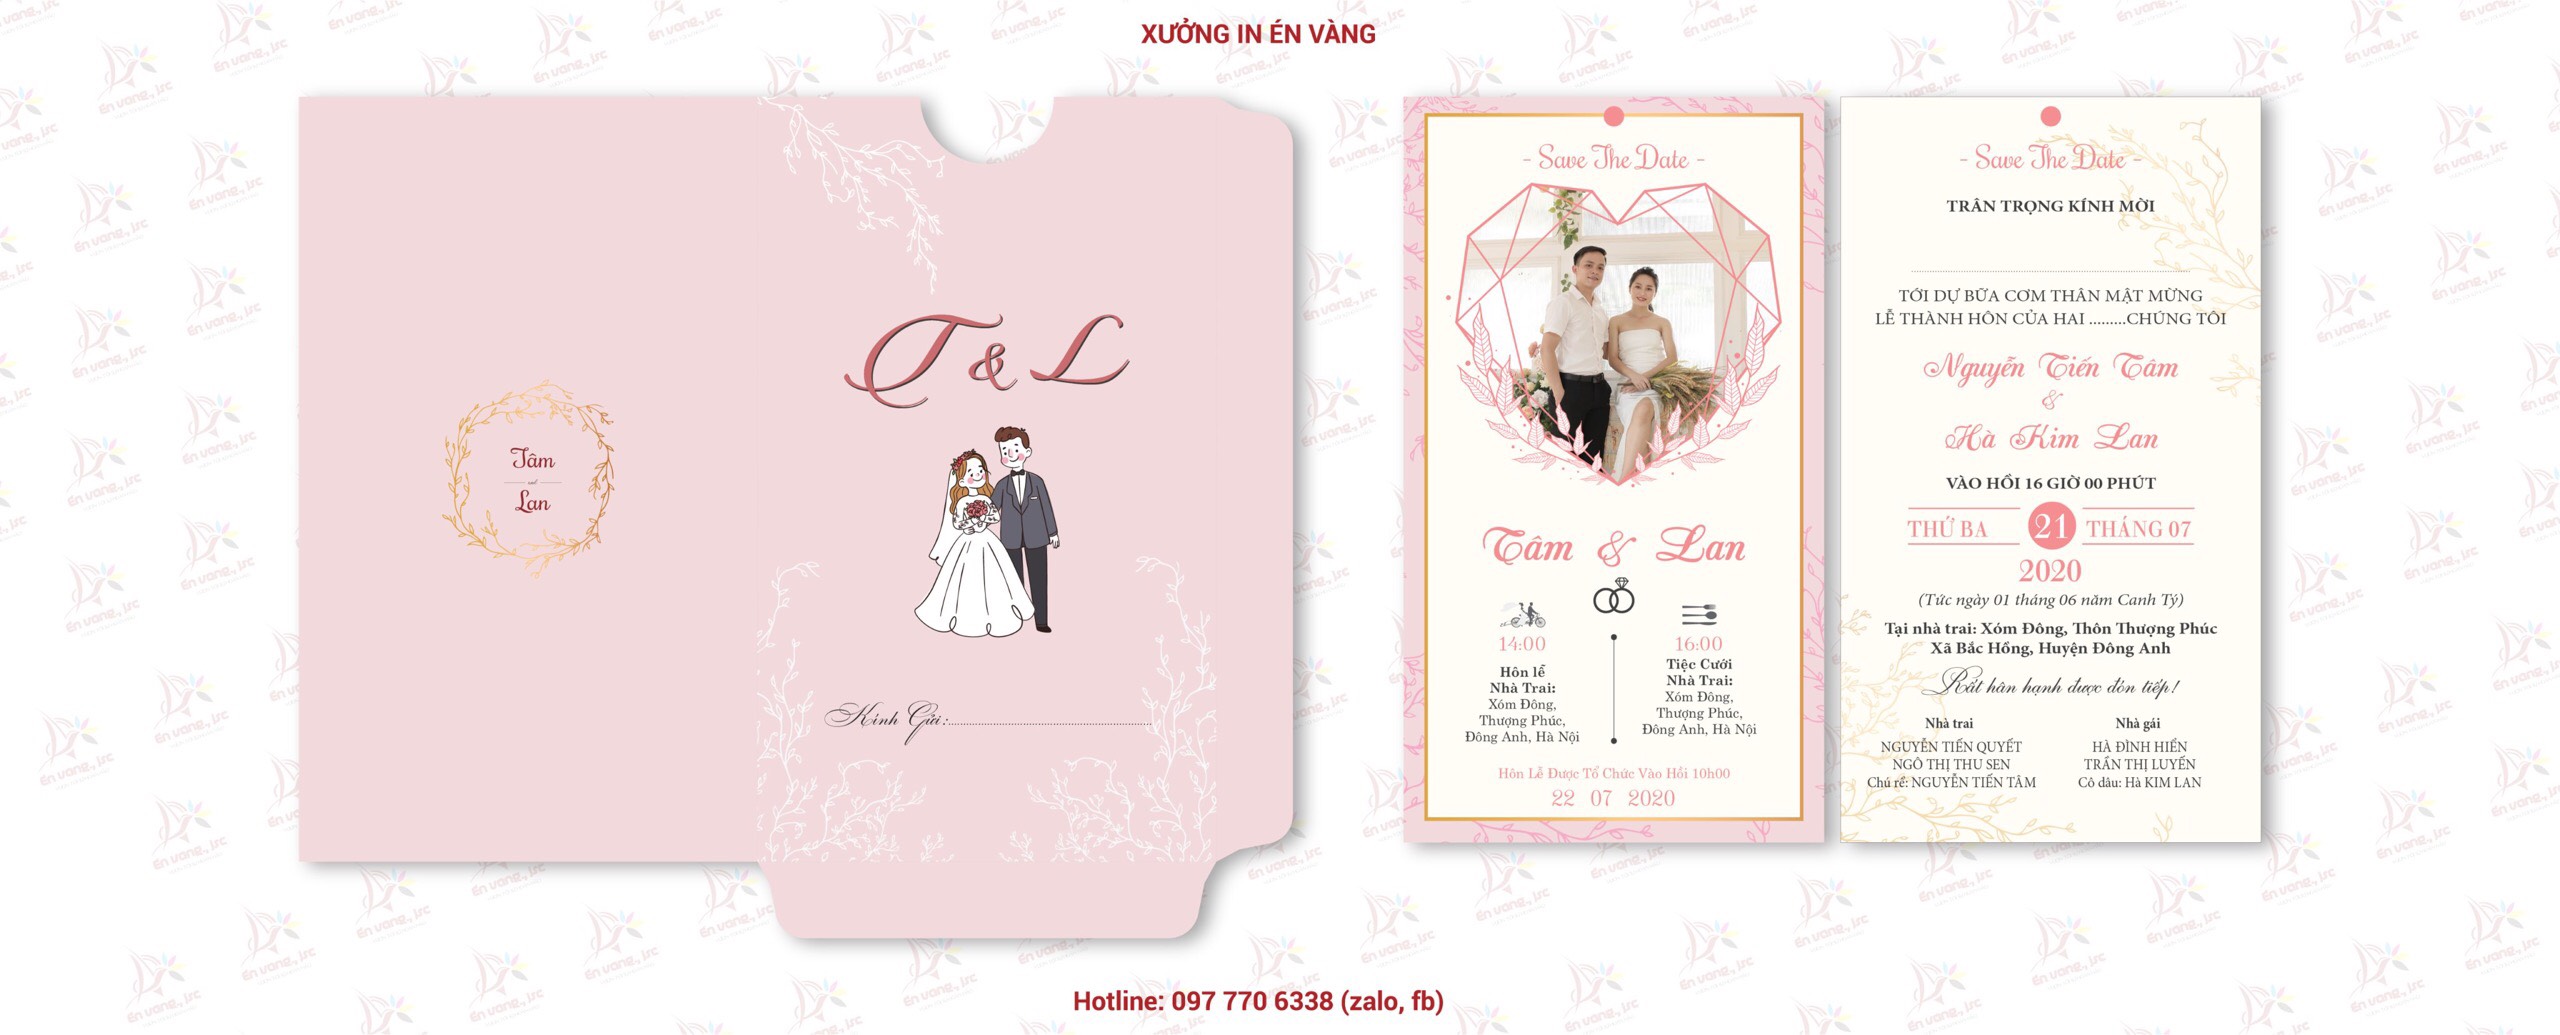 XƯỞNG IN ÉN VÀNG
Tâm
and
Lan
T & L
Kính Gửi:
- Save The Date -
Tâm & Lan
14:00
Hôn lễ
Nhà Trai:
Xóm Đông,
Thượng Phúc,
Đông Anh, Hà Nội
16:00
Tiệc Cưới
Nhà Trai:
Xóm Đông,
Thượng Phúc,
Đông Anh, Hà Nội
Hôn Lễ Được Tổ Chức Vào Hồi 10h00
22 07 2020
- Save The Date -
TRÂN TRỌNG KÍNH MỜI
TỚI DỰ BỮA CƠM THÂN MẬT MỪNG
LỄ THÀNH HÔN CỦA HAI .........CHÚNG TÔI
Nguyễn Tiến Tâm
&
Hà Kim Lan
VÀO HỒI 16 GIỜ 00 PHÚT
THỨ BA 21 THÁNG 07
2020
(Tức ngày 01 tháng 06 năm Canh Tý)
Tại nhà trai: Xóm Đông, Thôn Thượng Phúc
Xã Bắc Hồng, Huyện Đông Anh
Rất hân hạnh được đón tiếp!
Nhà trai
NGUYỄN TIẾN QUYẾT
NGÔ THỊ THU SEN
Chú rể: NGUYỄN TIẾN TÂM
Nhà gái
HÀ ĐÌNH HIỂN
TRẦN THỊ LUYẾN
Cô dâu: Hà KIM LAN
Hotline: 097 770 6338 (zalo, fb)
Én vang., jsc